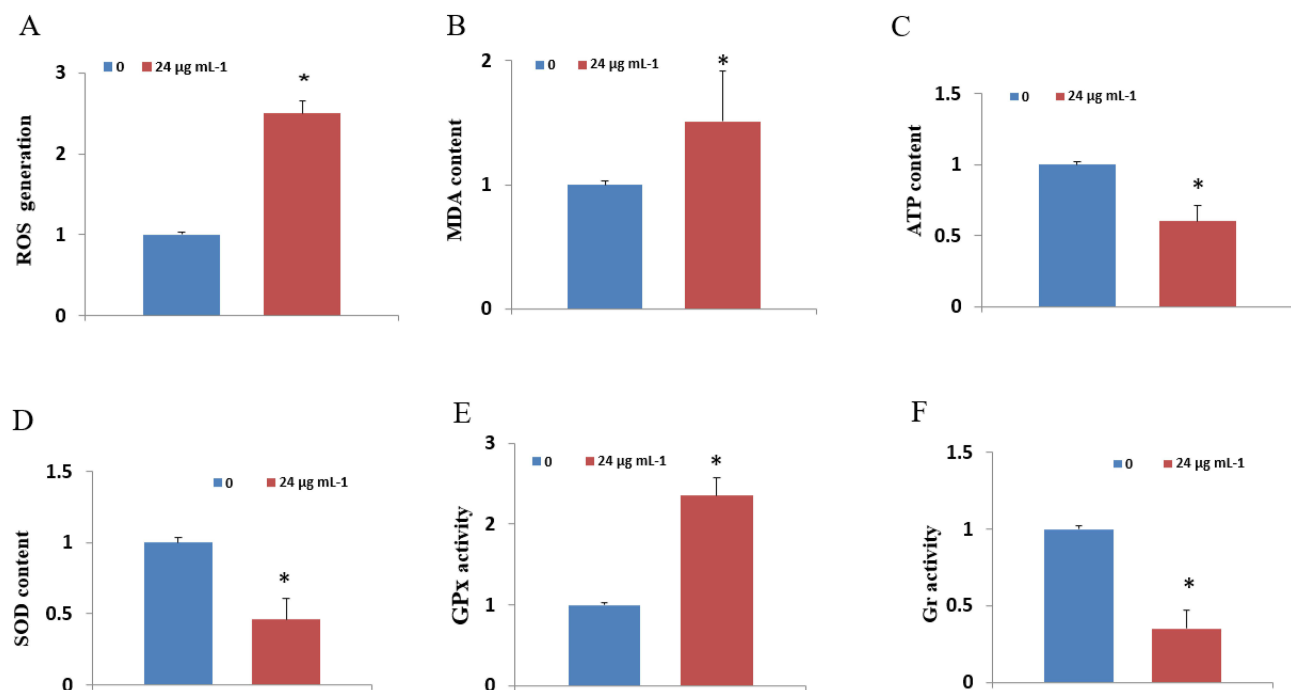 A
0 24 µg mL-1
*
3
2
1
0
ROS generation
B
0 24 µg mL-1
*
2
1
0
MDA content
C
0 24 µg mL-1
*
1.5
1
0.5
0
ATP content
D
0 24 µg mL-1
*
1.5
1
0.5
0
SOD content
E
0 24 µg mL-1
*
3
2
1
0
GPx activity
F
0 24 µg mL-1
*
1.5
1
0.5
0
Gr activity